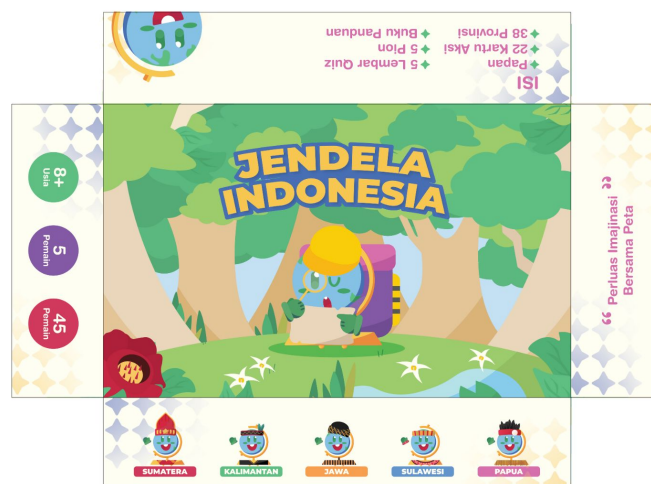 ISI
Papan
22 Kartu Aksi
38 Provinsi
5 Lembar Quiz
5 Pion
Buku Panduan
JENDELA
INDONESIA
8+
Usia
5
Pemain
45
Pemain
“ Perluas Imajinasi
Bersama Peta ”
SUMATERA
KALIMANTAN
JAWA
SULAWESI
PAPUA